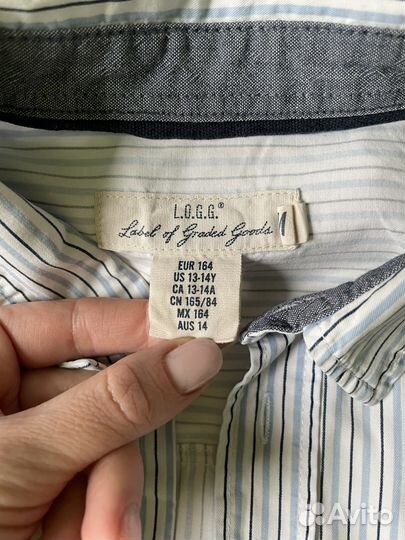 L.O.G.G.®
Label of Graded Goods
EUR 164
US 13-14Y
CA 13-14A
CN 165/84
MX 164
AUS 14
Avito